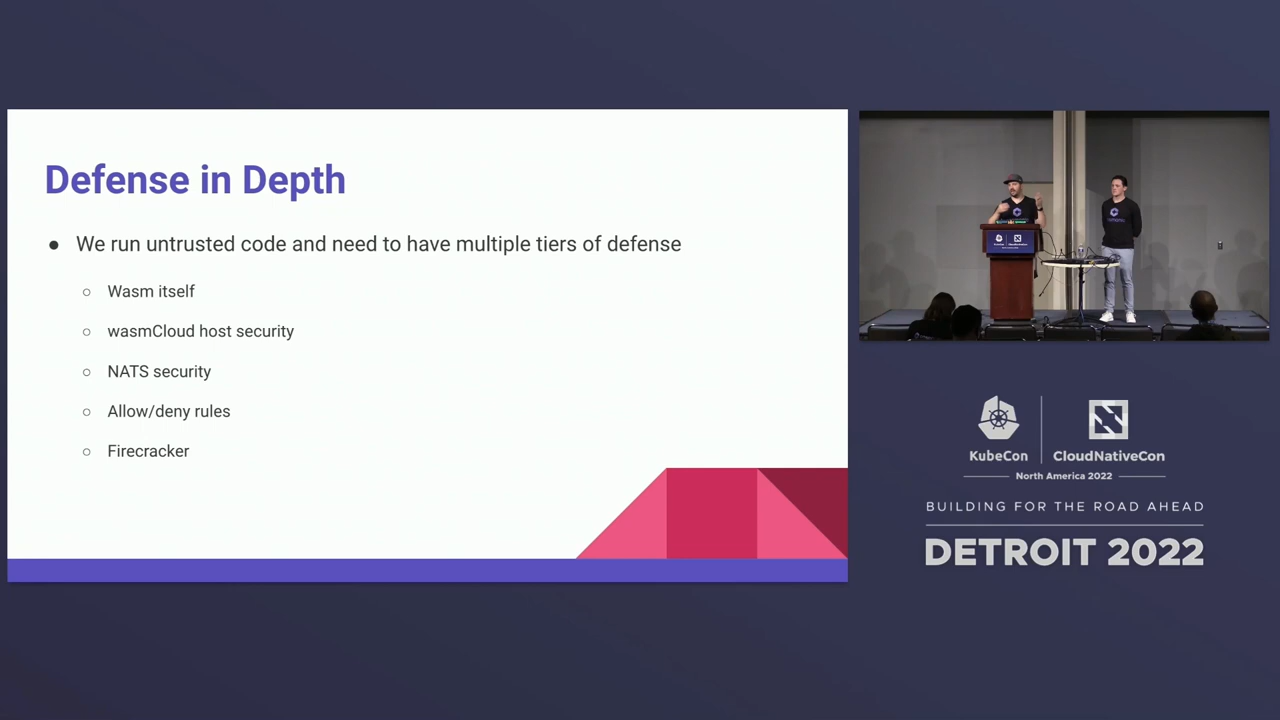 Defense in Depth
● We run untrusted code and need to have multiple tiers of defense
○ Wasm itself
○ wasmCloud host security
○ NATS security
○ Allow/deny rules
○ Firecracker
KubeCon
CloudNativeCon
North America 2022
BUILDING FOR THE ROAD AHEAD
DETROIT 2022